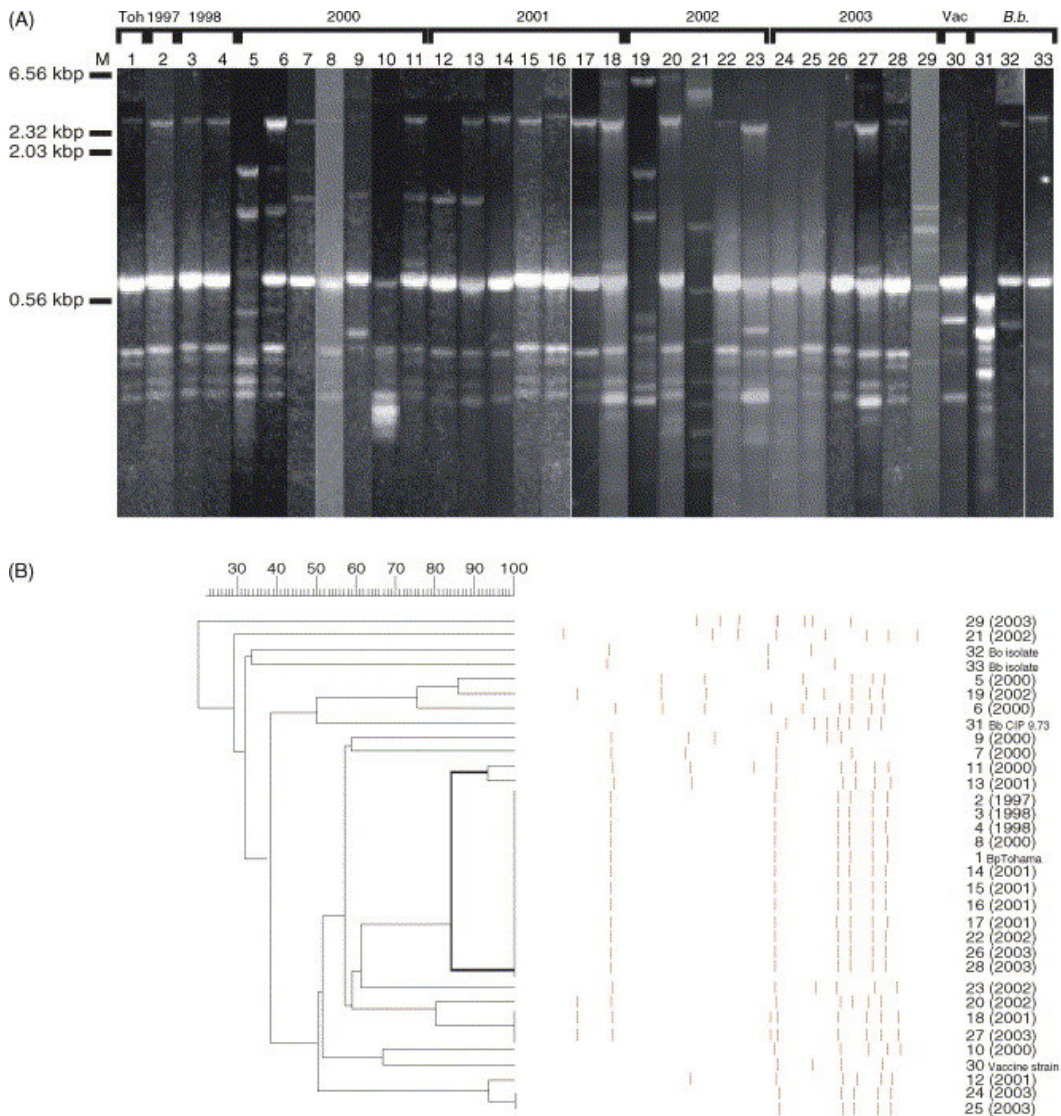 (A)
Toh 1997 1998 2000 2001 2002 2003 Vac B.b.
M 1 2 3 4 5 6 7 8 9 10 11 12 13 14 15 16 17 18 19 20 21 22 23 24 25 26 27 28 29 30 31 32 33
6.56 kbp
2.32 kbp
2.03 kbp
0.56 kbp
(B)
30 40 50 60 70 80 90 100
29 (2003)
21 (2002)
32 Bo isolate
33 Bb isolate
5 (2000)
19 (2002)
6 (2000)
31 Bb CIP 9.73
9 (2000)
7 (2000)
11 (2000)
13 (2001)
2 (1997)
3 (1998)
4 (1998)
8 (2000)
1 BpTohama
14 (2001)
15 (2001)
16 (2001)
17 (2001)
22 (2002)
26 (2003)
28 (2003)
23 (2002)
20 (2002)
18 (2001)
27 (2003)
10 (2000)
30 Vaccine strain
12 (2001)
24 (2003)
25 (2003)